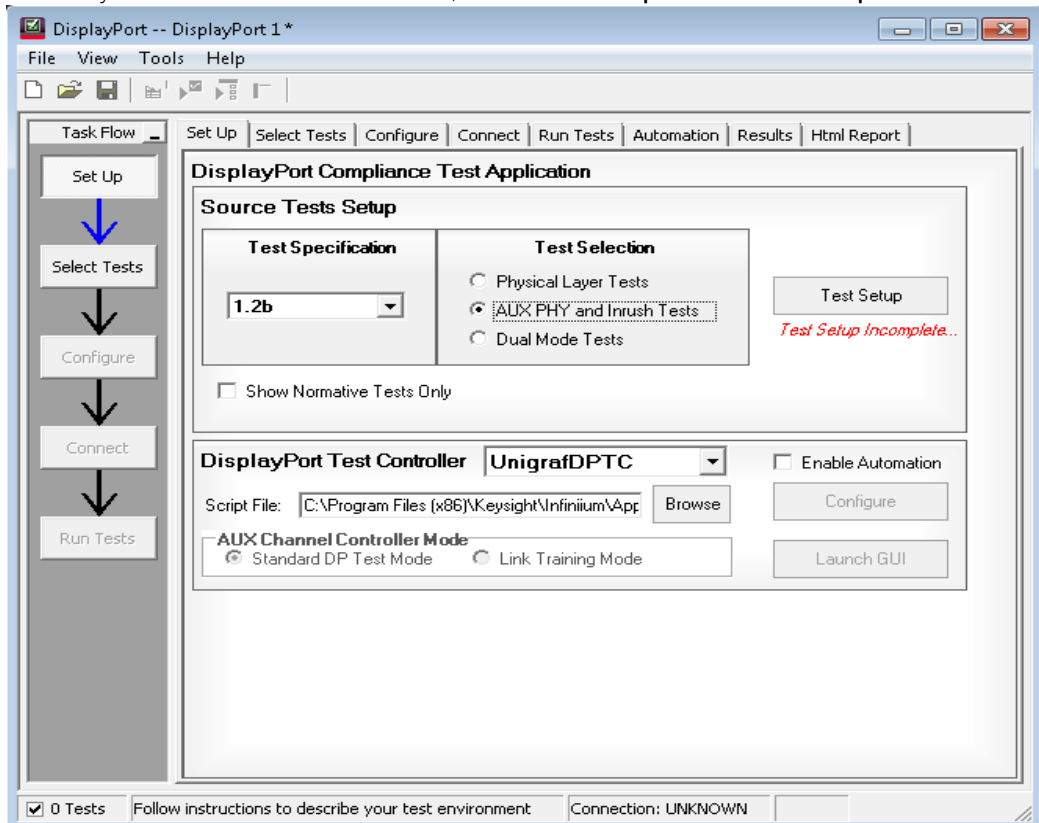 DisplayPort -- DisplayPort 1 *
File View Tools Help
Task Flow
Set Up Select Tests Configure Connect Run Tests Automation Results Html Report
Set Up
Select Tests
Configure
Connect
Run Tests
DisplayPort Compliance Test Application
Source Tests Setup
Test Specification
1.2b
Test Selection
Physical Layer Tests
AUX PHY and Inrush Tests
Dual Mode Tests
Test Setup
Test Setup Incomplete...
Show Normative Tests Only
DisplayPort Test Controller UnigrafDPTC Enable Automation
Script File: C:\Program Files (x86)\Keysight\Infiniium\App Browse Configure
AUX Channel Controller Mode
Standard DP Test Mode Link Training Mode Launch GUI
0 Tests Follow instructions to describe your test environment Connection: UNKNOWN